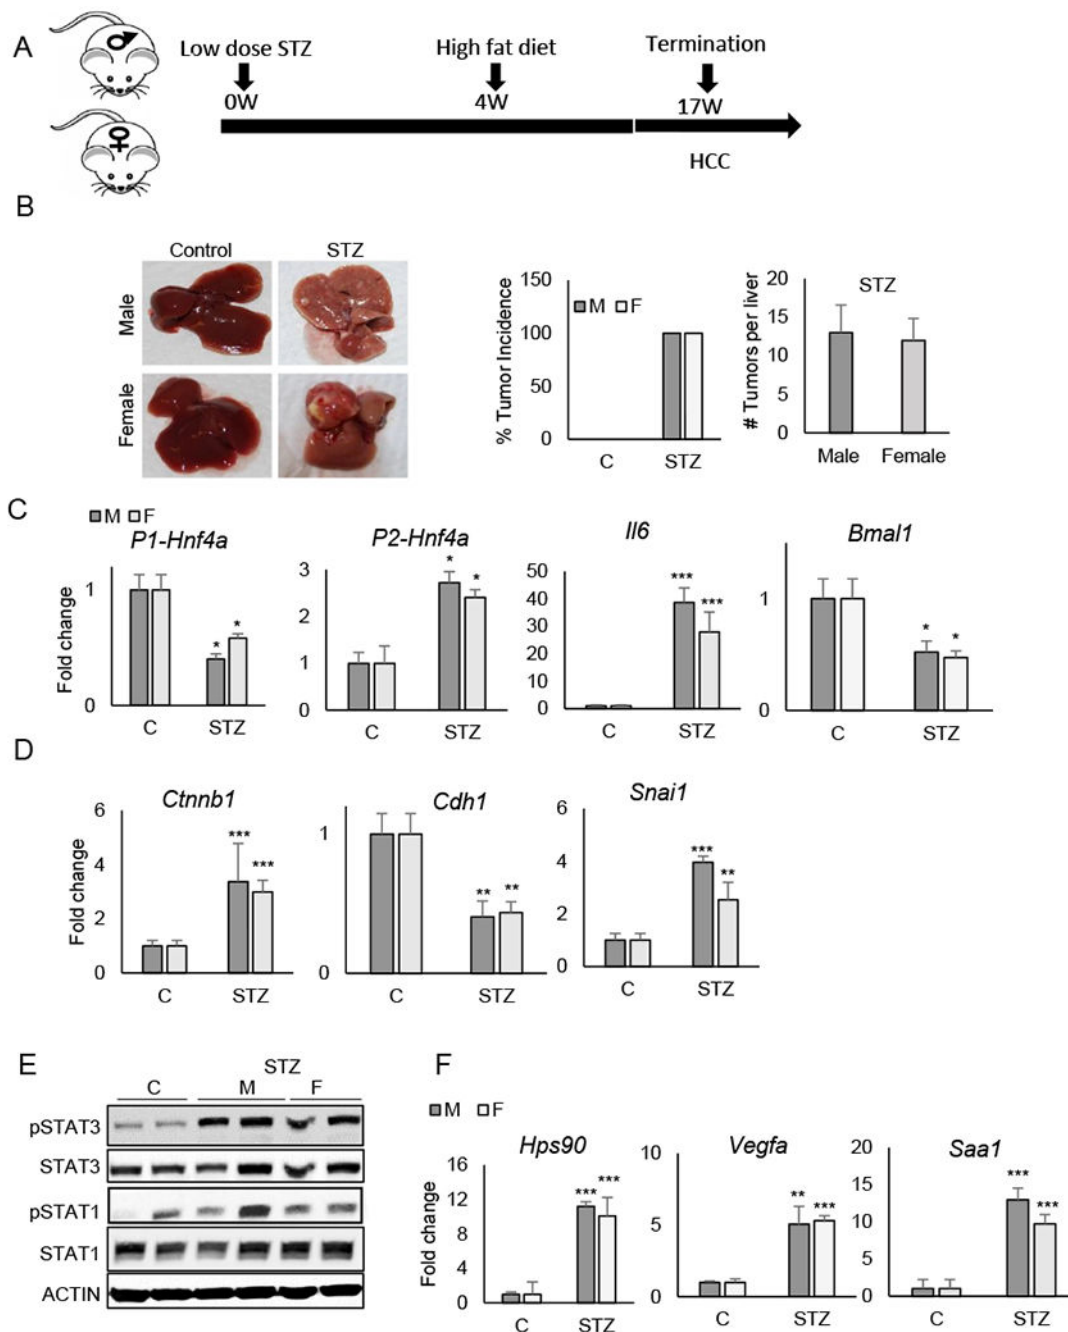 A
Low dose STZ
High fat diet
Termination
0W
4W
17W
HCC
B
Control
STZ
Male
Female
% Tumor Incidence
150
100
50
0
M F
C STZ
# Tumors per liver
20
15
10
5
0
STZ
Male Female
C
M F
P1-Hnf4a
P2-Hnf4a
Il6
Bmal1
Fold change
1
0
C STZ
3
2
1
0
* *
C STZ
50
40
30
20
10
0
*** ***
C STZ
1
0
* *
C STZ
D
Ctnnb1
Cdh1
Snai1
Fold change
6
4
2
0
*** ***
C STZ
1
0
** **
C STZ
6
4
2
0
*** **
C STZ
E
STZ
C M F
pSTAT3
STAT3
pSTAT1
STAT1
ACTIN
F
M F
Hps90
Vegfa
Saa1
Fold change
16
12
8
4
0
*** ***
C STZ
10
5
0
** ***
C STZ
20
15
10
5
0
*** ***
C STZ